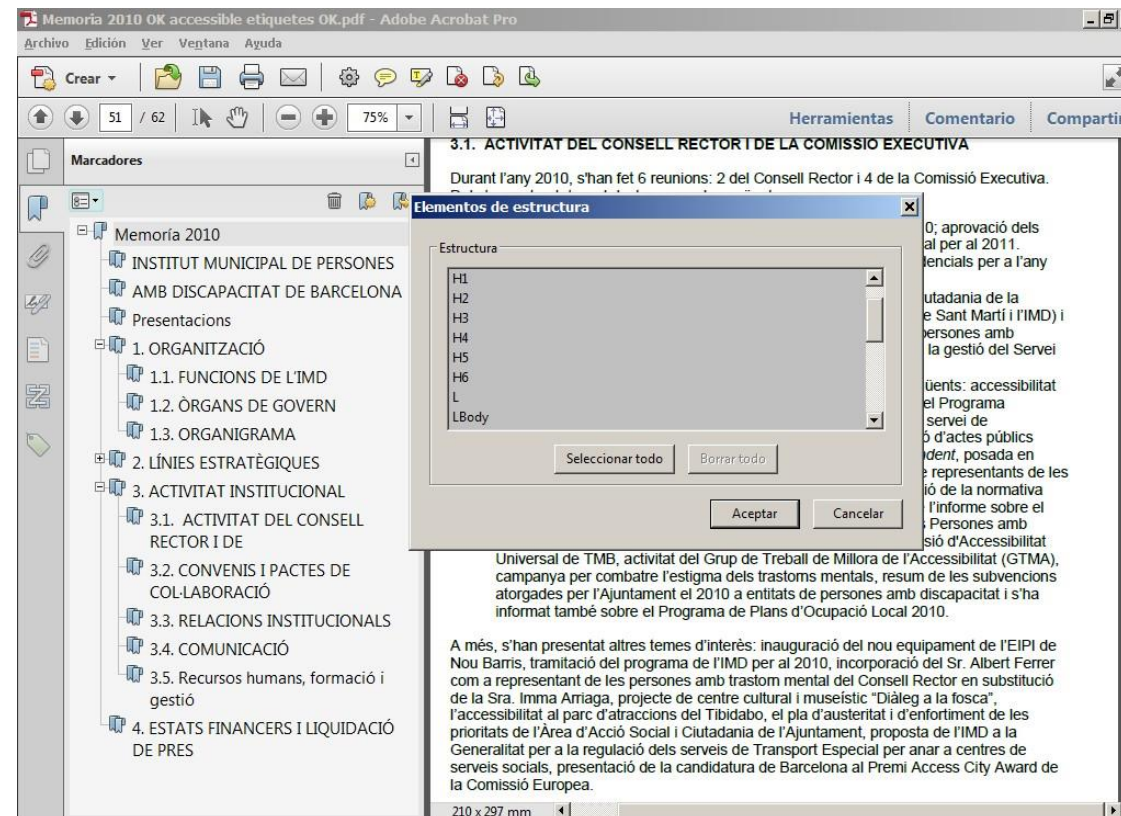 Memoria 2010 OK accessible etiquetes OK.pdf - Adobe Acrobat Pro
Archivo Edición Ver Ventana Ayuda
Crear
51 / 62 75%
Herramientas Comentario Compartir
Marcadores
Memoría 2010
INSTITUT MUNICIPAL DE PERSONES
AMB DISCAPACITAT DE BARCELONA
Presentacions
1. ORGANITZACIÓ
1.1. FUNCIONS DE L'IMD
1.2. ÒRGANS DE GOVERN
1.3. ORGANIGRAMA
2. LÍNIES ESTRATÈGIQUES
3. ACTIVITAT INSTITUCIONAL
3.1. ACTIVITAT DEL CONSELL
RECTOR I DE
3.2. CONVENIS I PACTES DE
COL·LABORACIÓ
3.3. RELACIONS INSTITUCIONALS
3.4. COMUNICACIÓ
3.5. Recursos humans, formació i
gestió
4. ESTATS FINANCERS I LIQUIDACIÓ
DE PRES
3.1. ACTIVITAT DEL CONSELL RECTOR I DE LA COMISSIÓ EXECUTIVA
Durant l'any 2010, s'han fet 6 reunions: 2 del Consell Rector i 4 de la Comissió Executiva.
Elementos de estructura
Estructura
H1
H2
H3
H4
H5
H6
L
LBody
Seleccionar todo Borrar todo
Aceptar Cancelar
0; aprovació dels
al per al 2011.
dencials per a l'any
utadania de la
e Sant Martí i l'IMD) i
persones amb
la gestió del Servei
güents: accessibilitat
el Programa
servei de
ó d'actes públics
ndent, posada en
e representants de les
ió de la normativa
l'informe sobre el
s Persones amb
sió d'Accessibilitat
Universal de TMB, activitat del Grup de Treball de Millora de l'Accessibilitat (GTMA),
campanya per combatre l'estigma dels trastorns mentals, resum de les subvencions
atorgades per l'Ajuntament el 2010 a entitats de persones amb discapacitat i s'ha
informat també sobre el Programa de Plans d'Ocupació Local 2010.
A més, s'han presentat altres temes d'interès: inauguració del nou equipament de l'EIPI de
Nou Barris, tramitació del programa de l'IMD per al 2010, incorporació del Sr. Albert Ferrer
com a representant de les persones amb trastorn mental del Consell Rector en substitució
de la Sra. Imma Arriaga, projecte de centre cultural i museístic "Diàleg a la fosca",
l'accessibilitat al parc d'atraccions del Tibidabo, el pla d'austeritat i d'enfortiment de les
prioritats de l'Àrea d'Acció Social i Ciutadania de l'Ajuntament, proposta de l'IMD a la
Generalitat per a la regulació dels serveis de Transport Especial per anar a centres de
serveis socials, presentació de la candidatura de Barcelona al Premi Access City Award de
la Comissió Europea.
210 x 297 mm